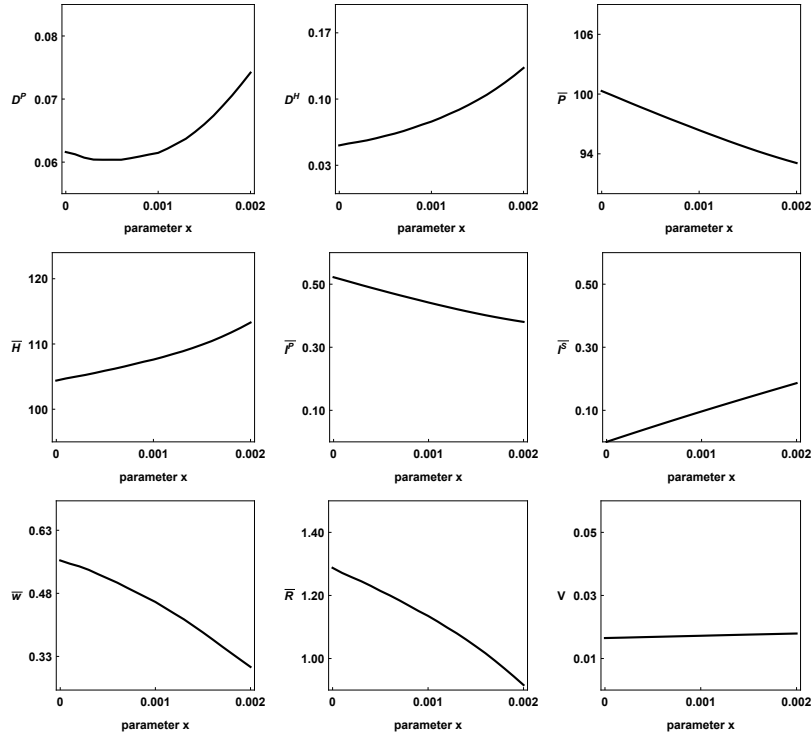 0.08
0.07
0.06
D^P
0 0.001 0.002
parameter x
0.17
0.10
0.03
D^H
0 0.001 0.002
parameter x
106
100
94
P̅
0 0.001 0.002
parameter x
120
110
100
H̅
0 0.001 0.002
parameter x
0.50
0.30
0.10
I̅^P
0 0.001 0.002
parameter x
0.50
0.30
0.10
I̅^S
0 0.001 0.002
parameter x
0.63
0.48
0.33
w̅
0 0.001 0.002
parameter x
1.40
1.20
1.00
R̅
0 0.001 0.002
parameter x
0.05
0.03
0.01
V
0 0.001 0.002
parameter x